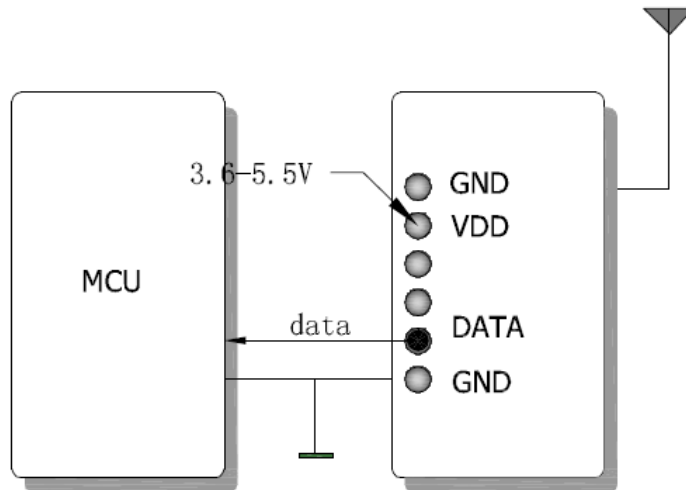 3.6-5.5V
GND
VDD
MCU
data
DATA
GND